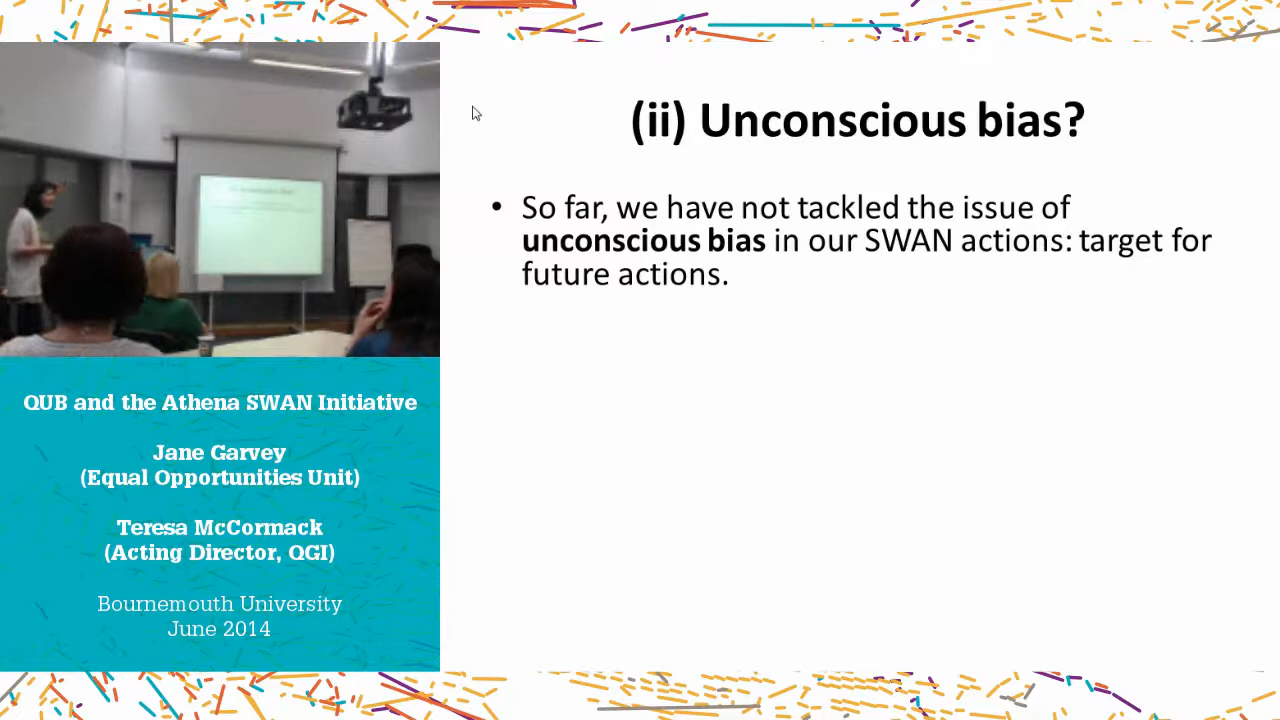 (ii) Unconscious bias?
• So far, we have not tackled the issue of
unconscious bias in our SWAN actions: target for
future actions.
QUB and the Athena SWAN Initiative
Jane Garvey
(Equal Opportunities Unit)
Teresa McCormack
(Acting Director, QGI)
Bournemouth University
June 2014